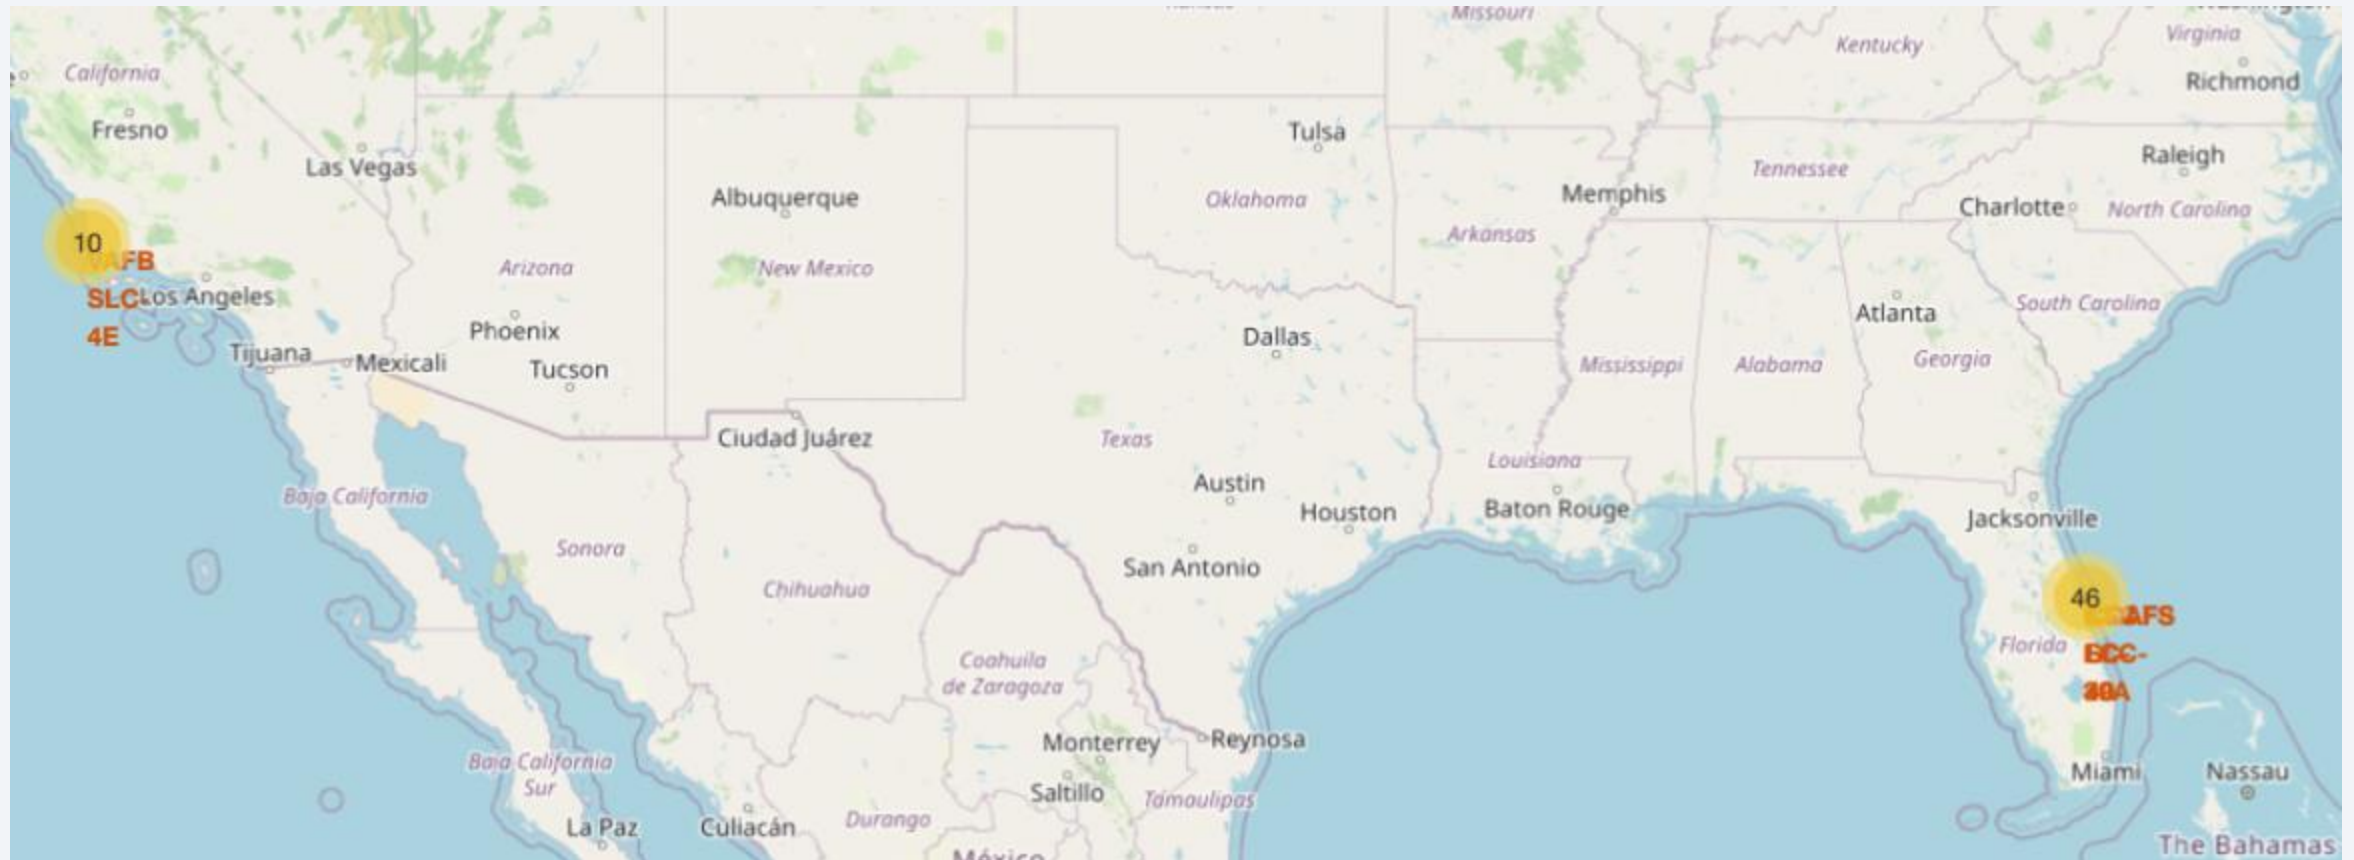 Missouri
Kentucky
Virginia
Richmond
California
Fresno
Las Vegas
Tulsa
Albuquerque
Oklahoma
Memphis
Tennessee
Raleigh
Charlotte
North Carolina
Arkansas
10
SLC
4E
Los Angeles
Arizona
New Mexico
Phoenix
Tucson
Tijuana
Mexicali
Dallas
Atlanta
South Carolina
Mississippi
Alabama
Georgia
Ciudad Juárez
Texas
Louisiana
Austin
Houston
Baton Rouge
Baja California
Sonora
San Antonio
Jacksonville
Chihuahua
46
Florida
Coahuila
de Zaragoza
Monterrey
Reynosa
Baja California
Sur
Saltillo
Tamaulipas
Miami
Nassau
La Paz
Culiacán
Durango
The Bahamas